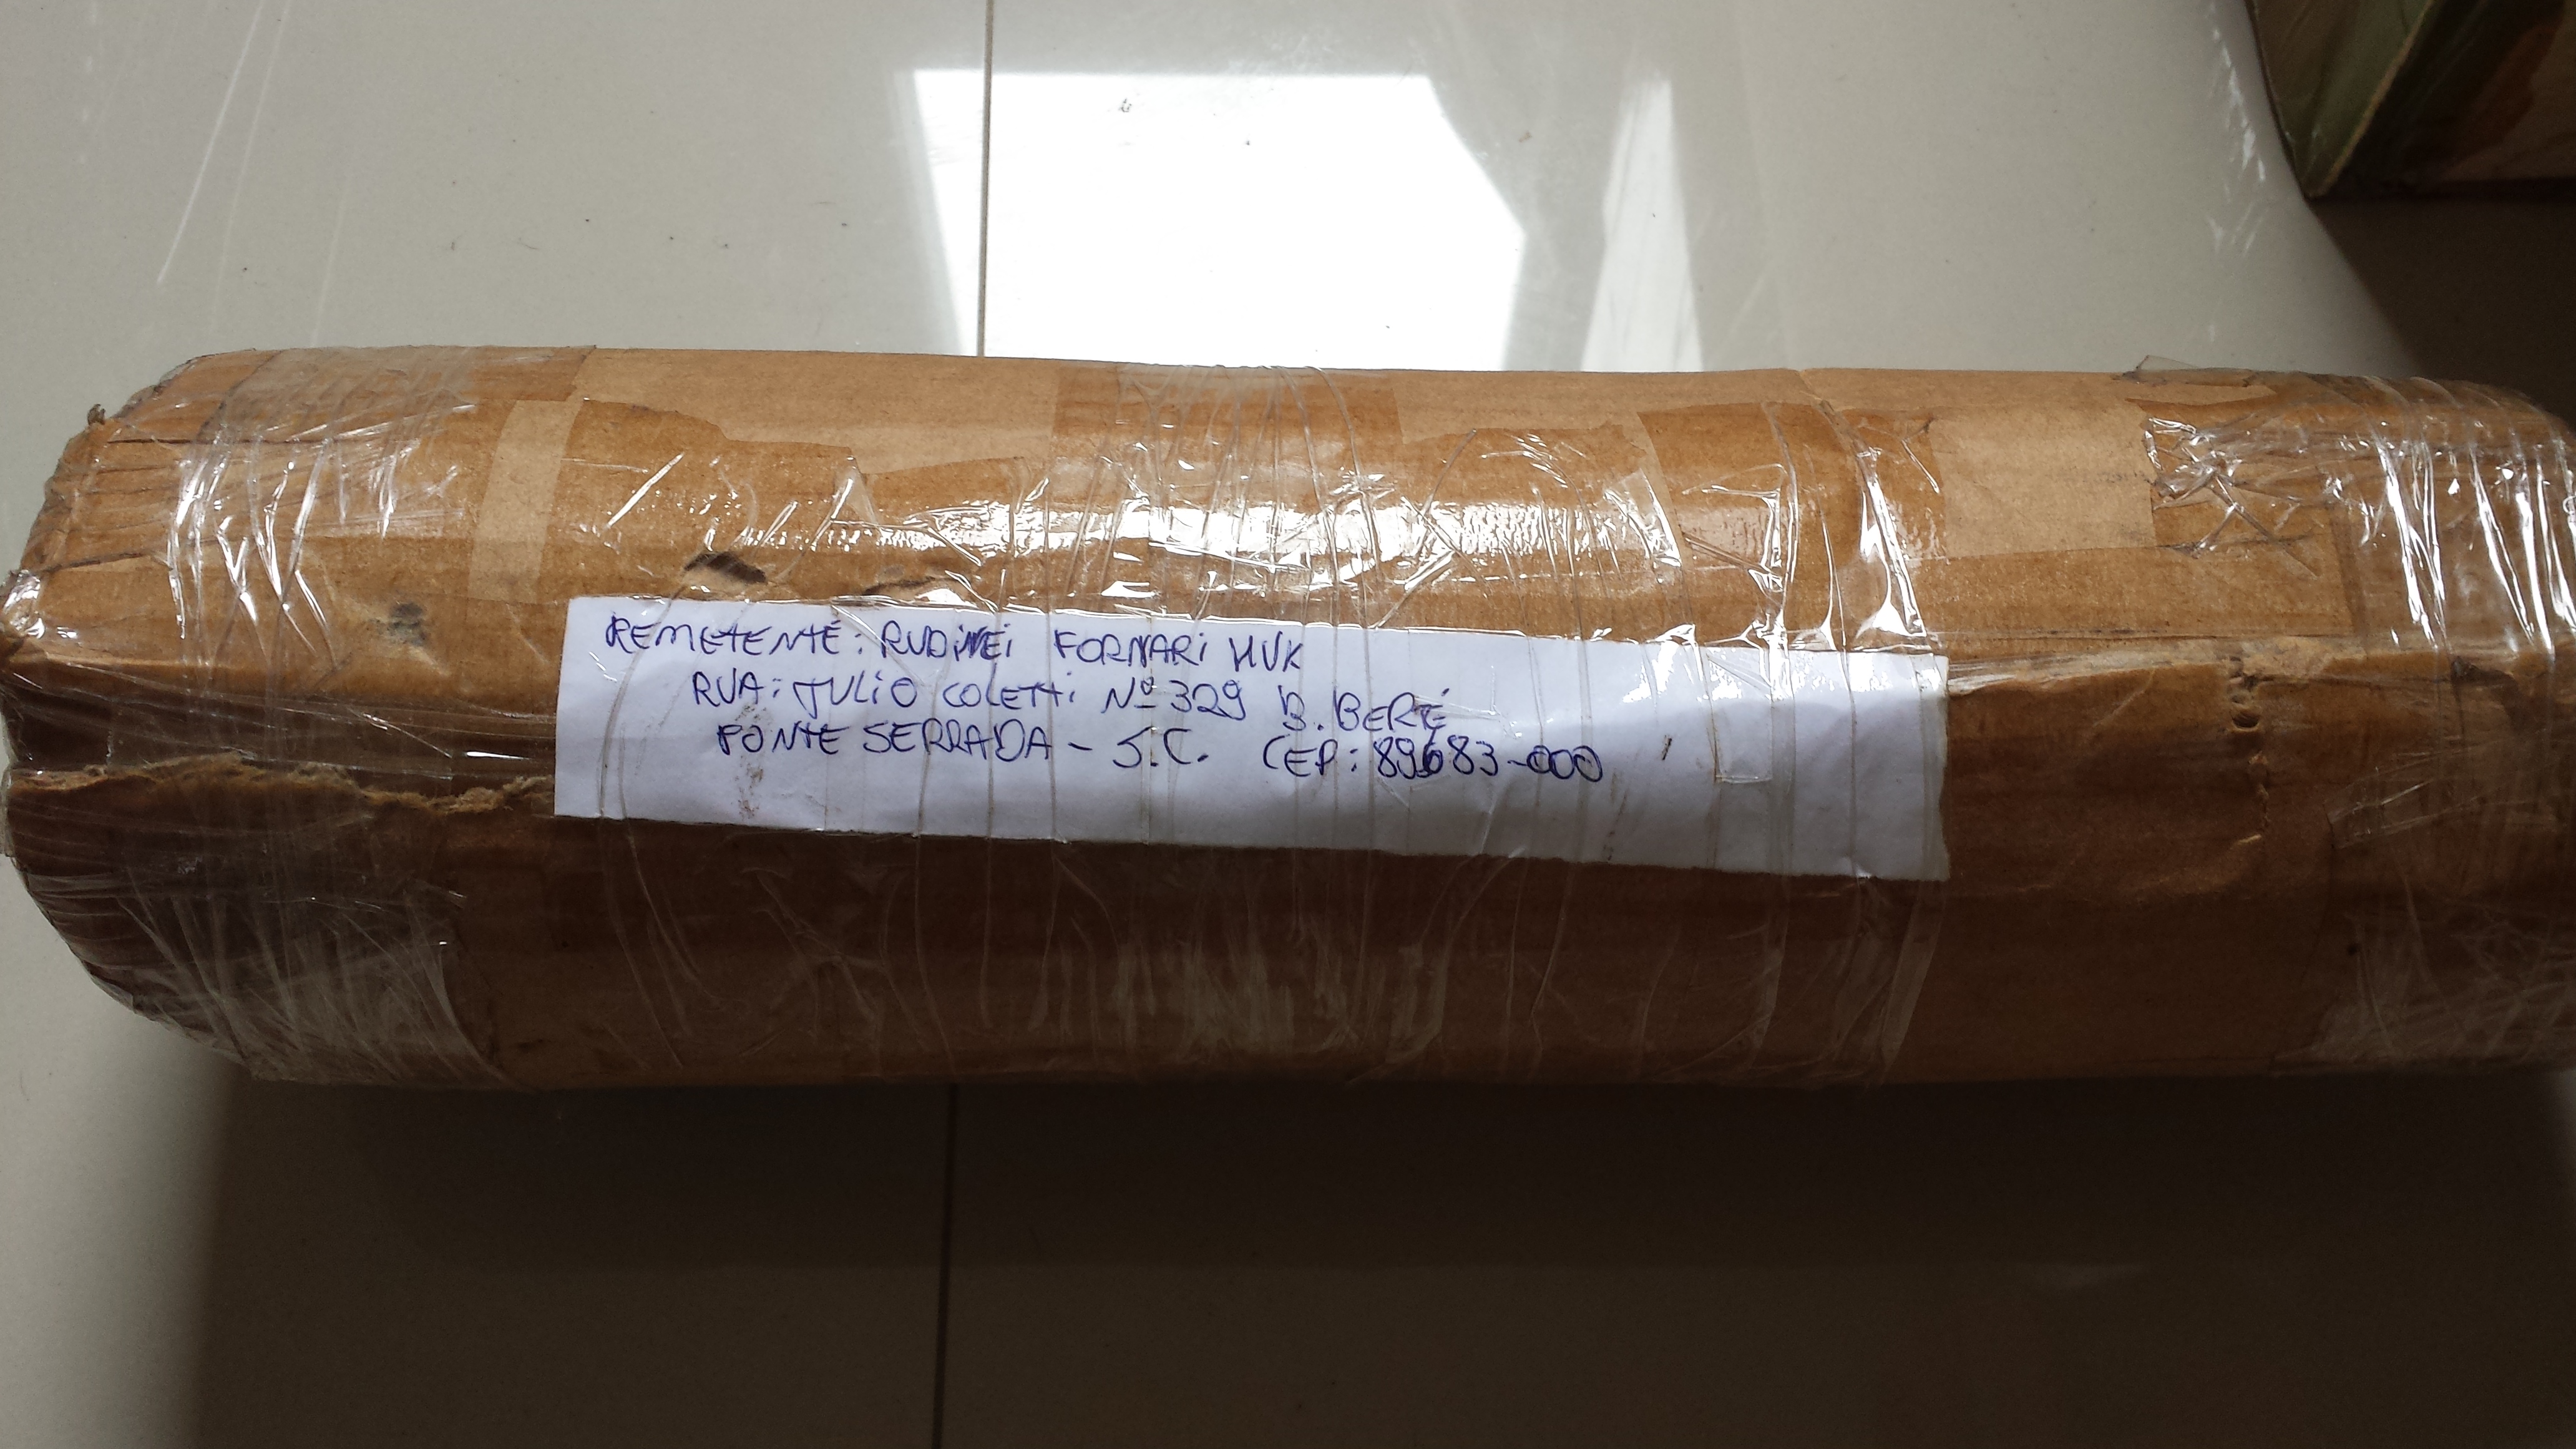 REMETENTE: RUDINEI FORNARI HUK
RUA: JULIO COLETTI Nº 329 B. BERTÉ
PONTE SERRADA - S.C. CEP: 89683-000